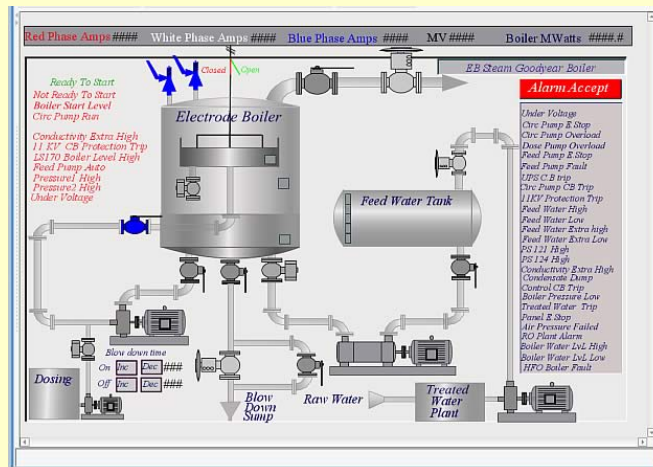 Red Phase Amps #### White Phase Amps #### Blue Phase Amps #### MV #### Boiler MWatts ####.#
Closed Open
EB Steam Goodyear Boiler
Alarm Accept
Ready To Start
Not Ready To Start
Boiler Start Level
Circ Pump Run
Conductivity Extra High
11 KV CB Protection Trip
LS170 Boiler Level High
Feed Pump Auto
Pressure1 High
Pressure2 High
Under Voltage
Electrode Boiler
Feed Water Tank
Under Voltage
Circ Pump E Stop
Circ Pump Overload
Dose Pump Overload
Feed Pump E Stop
Feed Pump Fault
UPS C.B trip
Circ Pump CB Trip
11KV Protection Trip
Feed Water High
Feed Water Low
Feed Water Extra high
Feed Water Extra Low
PS 121 High
PS 124 High
Conductivity Extra High
Condensate Dump
Control CB Trip
Boiler Pressure Low
Treated Water Trip
Panel E Stop
Air Pressure Failed
RO Plant Alarm
Boiler Water LvL High
Boiler Water LvL Low
HFO Boiler Fault
Blow down time
On Inc Dec ###
Off Inc Dec ###
Dosing
Blow
Down
Sump
Raw Water
Treated
Water
Plant